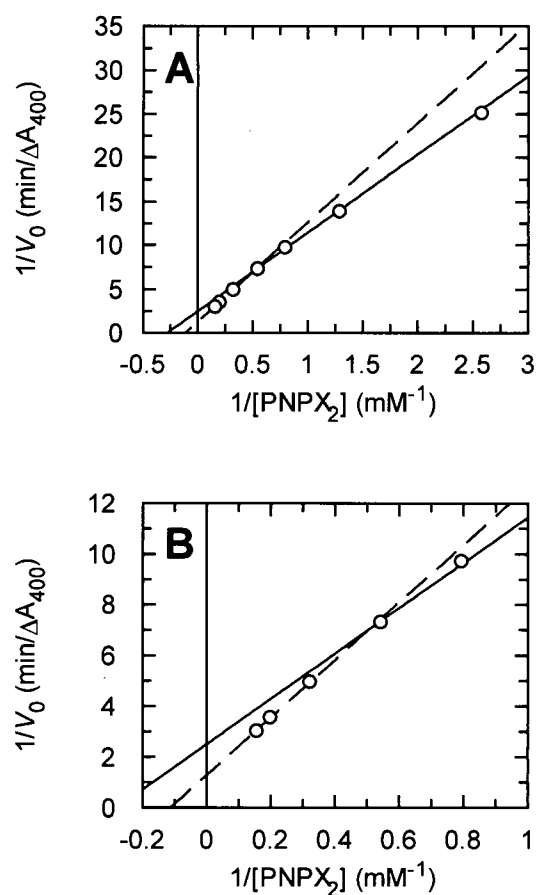 A
35
30
25
20
15
10
5
0
1/V₀ (min/ΔA₄₀₀)
-0.5 0 0.5 1 1.5 2 2.5 3
1/[PNPX₂] (mM⁻¹)
B
12
10
8
6
4
2
0
1/V₀ (min/ΔA₄₀₀)
-0.2 0 0.2 0.4 0.6 0.8 1
1/[PNPX₂] (mM⁻¹)